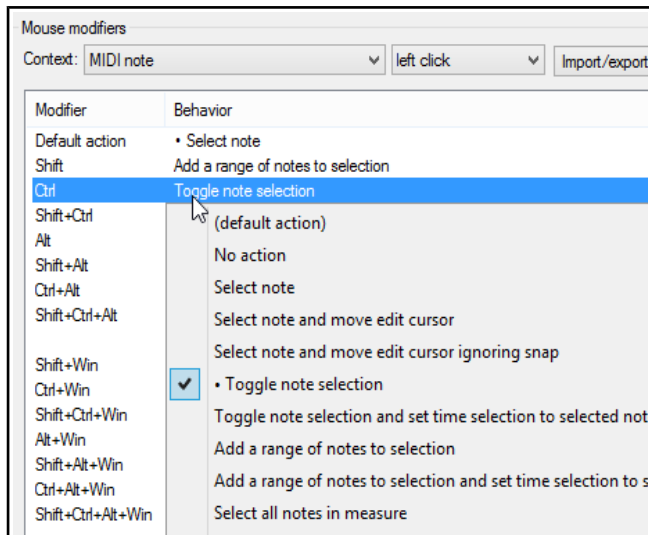 Mouse modifiers
Context: MIDI note left click Import/export
Modifier Behavior
Default action • Select note
Shift Add a range of notes to selection
Ctrl Toggle note selection
Shift+Ctrl
(default action)
Alt
No action
Shift+Alt
Ctrl+Alt
Select note
Shift+Ctrl+Alt
Select note and move edit cursor
Select note and move edit cursor ignoring snap
Shift+Win
• Toggle note selection
Ctrl+Win
Shift+Ctrl+Win
Toggle note selection and set time selection to selected
Alt+Win
Add a range of notes to selection
Shift+Alt+Win
Add a range of notes to selection and set time selection to
Ctrl+Alt+Win
Shift+Ctrl+Alt+Win
Select all notes in measure